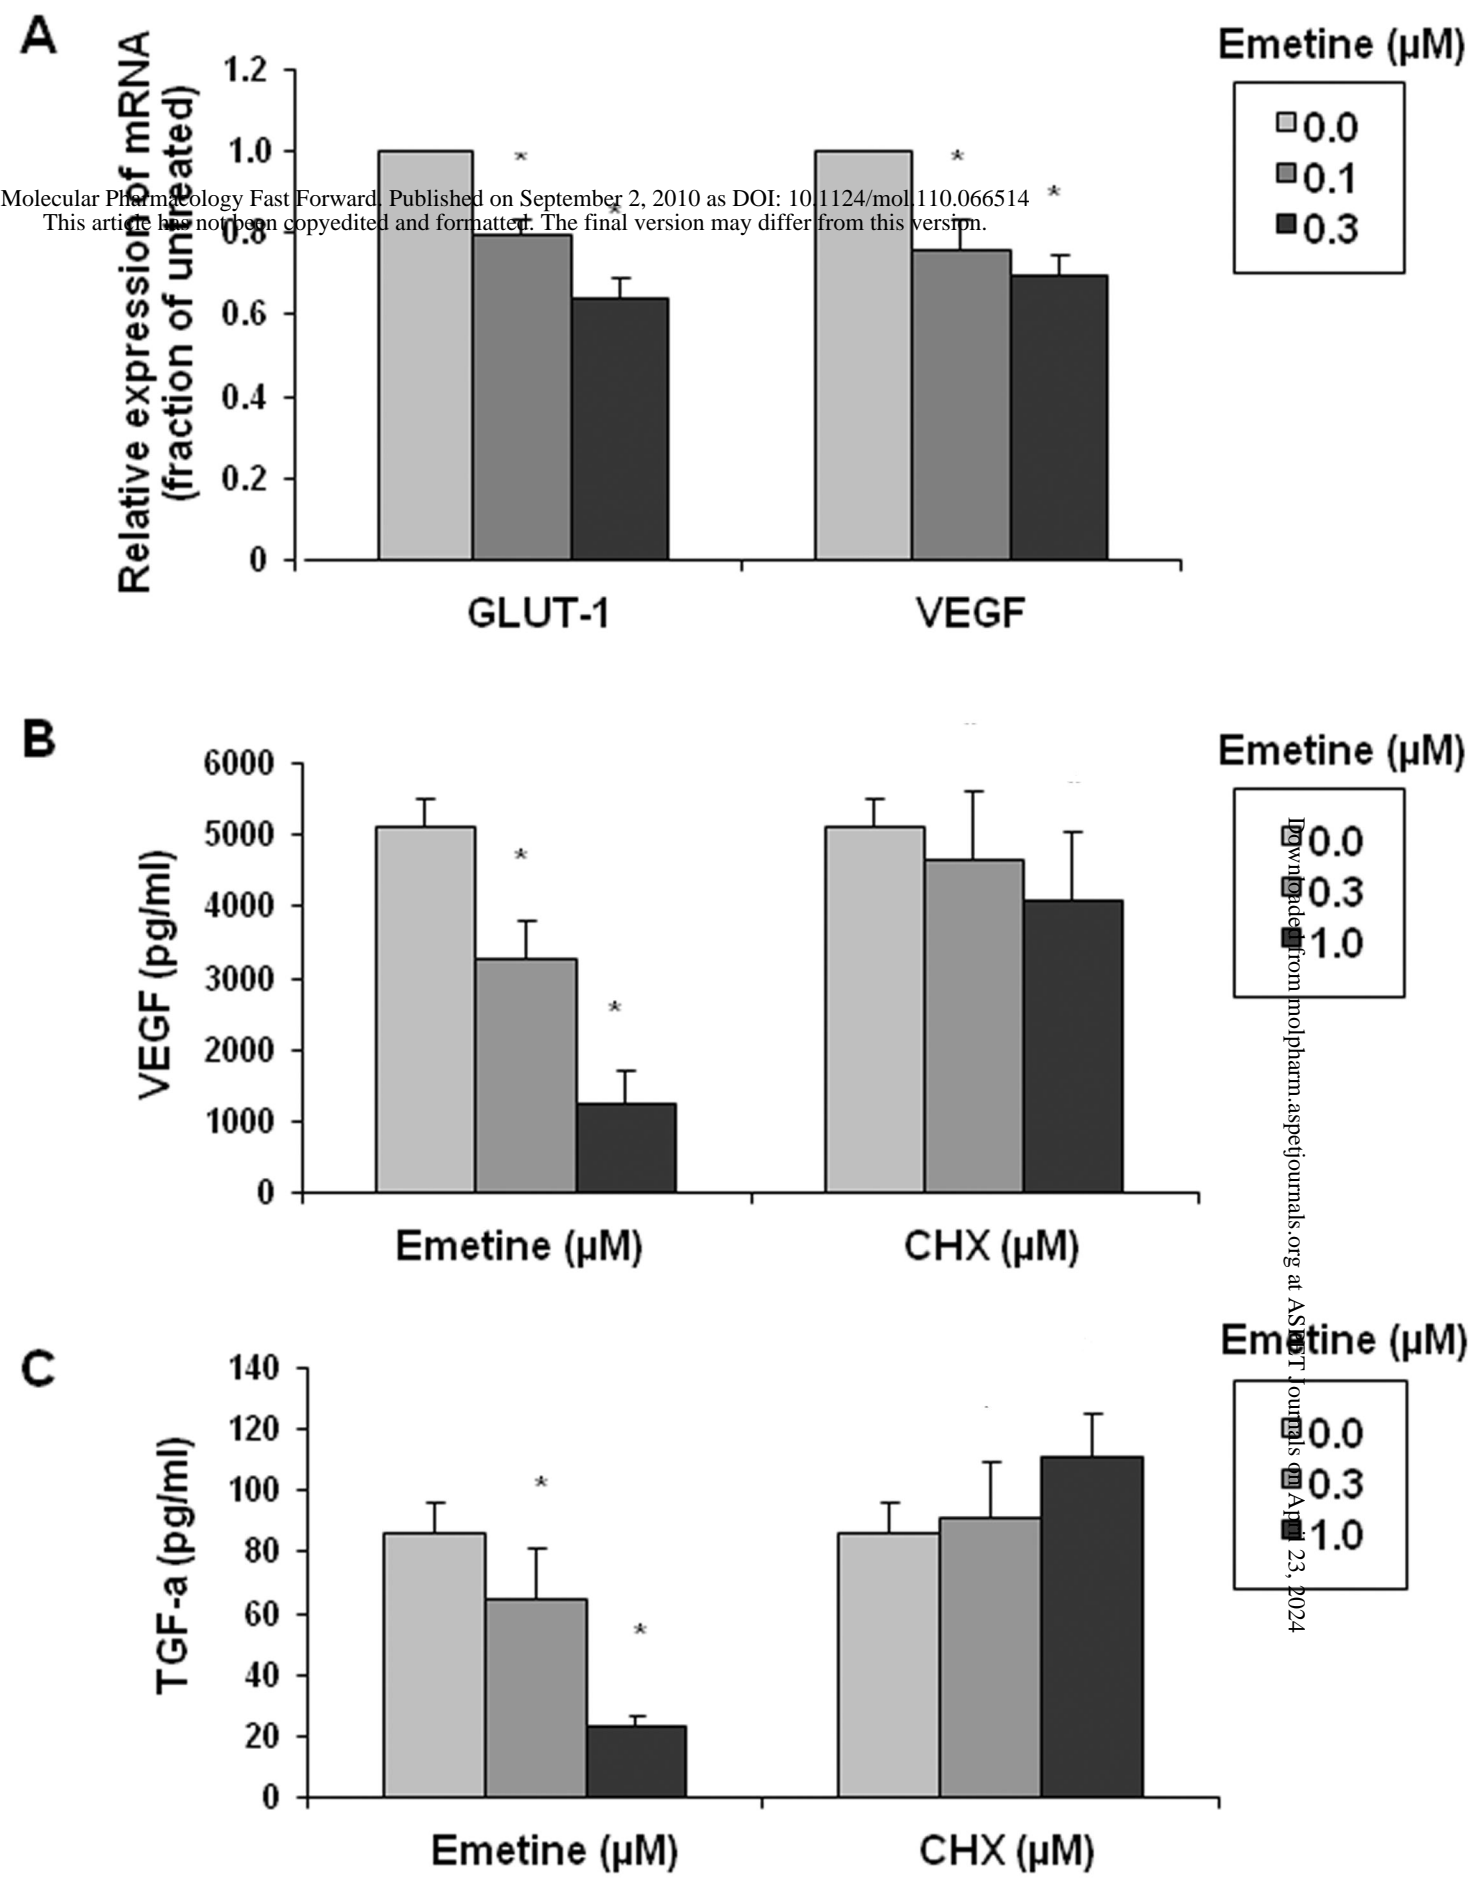 A
Relative expression of mRNA
(fraction of untreated)
1.2
1.0
0.8
0.6
0.4
0.2
0
*
*
*
*
GLUT-1
VEGF
Emetine (µM)
0.0
0.1
0.3
Molecular Pharmacology Fast Forward. Published on September 2, 2010 as DOI: 10.1124/mol.110.066514
This article has not been copyedited and formatted. The final version may differ from this version.
B
VEGF (pg/ml)
6000
5000
4000
3000
2000
1000
0
*
*
Emetine (µM)
CHX (µM)
Emetine (µM)
0.0
0.3
1.0
Downloaded from molpharm.aspetjournals.org at ASPET Journals on April 23, 2024
C
TGF-a (pg/ml)
140
120
100
80
60
40
20
0
*
*
Emetine (µM)
CHX (µM)
Emetine (µM)
0.0
0.3
1.0